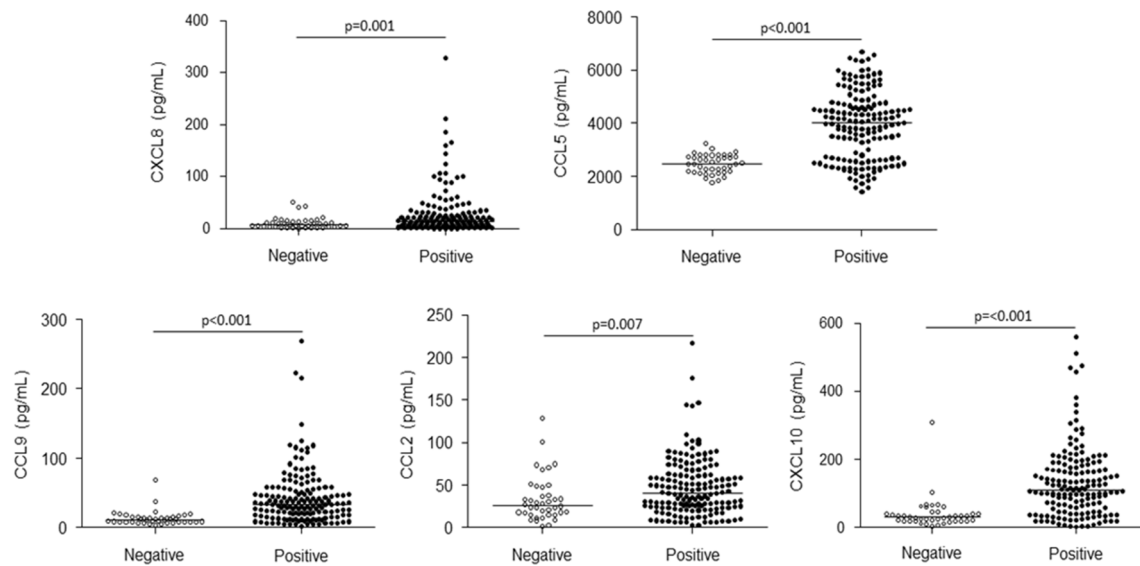 400
300
200
100
0
CXCL8 (pg/mL)
p=0.001
Negative
Positive
8000
6000
4000
2000
0
CCL5 (pg/mL)
p<0.001
Negative
Positive
300
200
100
0
CCL9 (pg/mL)
p<0.001
Negative
Positive
250
200
150
100
50
0
CCL2 (pg/mL)
p=0.007
Negative
Positive
600
400
200
0
CXCL10 (pg/mL)
p=<0.001
Negative
Positive